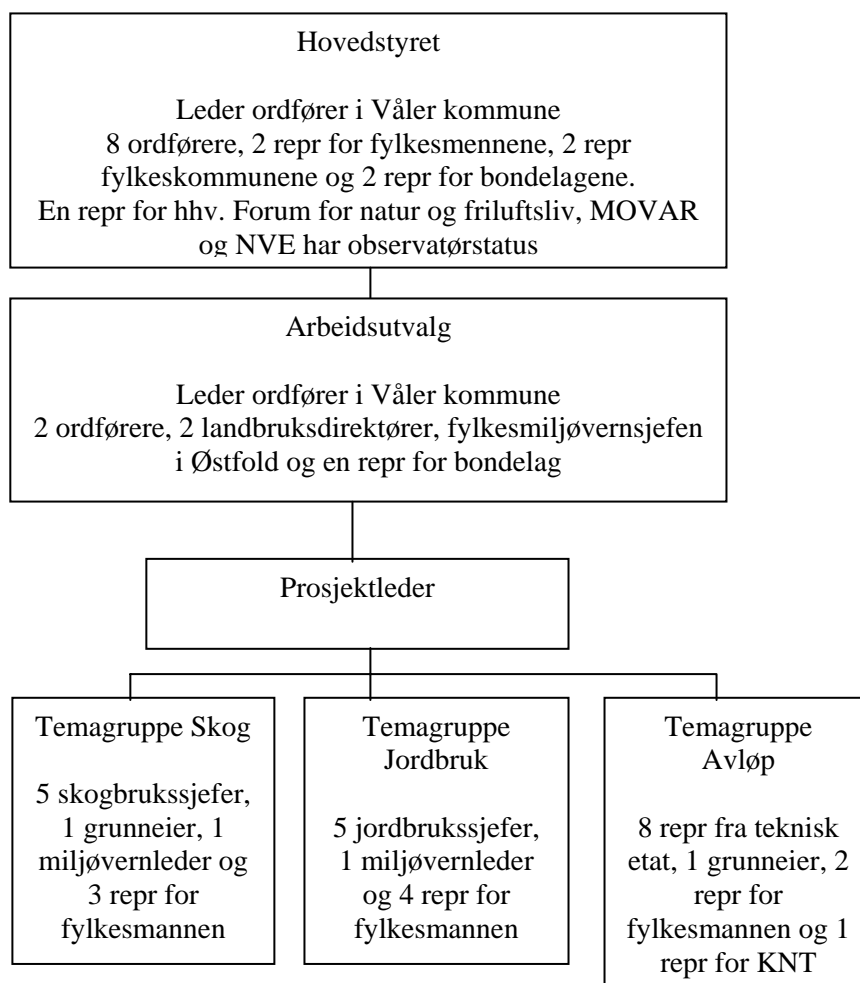 Hovedstyret
Leder ordfører i Våler kommune
8 ordførere, 2 repr for fylkesmennene, 2 repr
fylkeskommunene og 2 repr for bondelagene.
En repr for hhv. Forum for natur og friluftsliv, MOVAR
og NVE har observatørstatus
Arbeidsutvalg
Leder ordfører i Våler kommune
2 ordførere, 2 landbruksdirektører, fylkesmiljøvernsjefen
i Østfold og en repr for bondelag
Prosjektleder
Temagruppe Skog
5 skogbrukssjefer,
1 grunneier, 1
miljøvernleder og
3 repr for
fylkesmannen
Temagruppe
Jordbruk
5 jordbrukssjefer,
1 miljøvernleder
og 4 repr for
fylkesmannen
Temagruppe
Avløp
8 repr fra teknisk
etat, 1 grunneier, 2
repr for
fylkesmannen og 1
repr for KNT